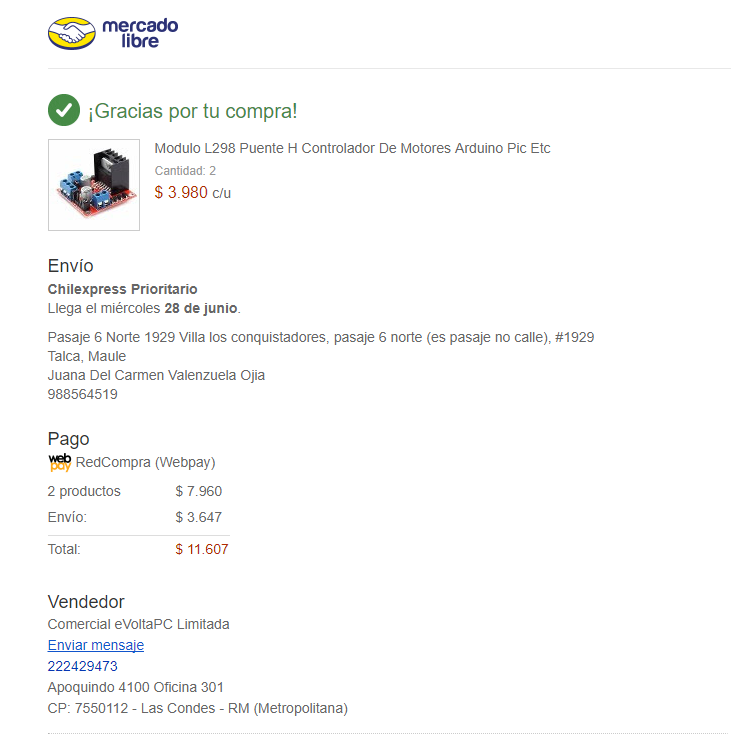 mercado
libre
¡Gracias por tu compra!
Modulo L298 Puente H Controlador De Motores Arduino Pic Etc
Cantidad: 2
$ 3.980 c/u
Envío
Chilexpress Prioritario
Llega el miércoles 28 de junio.
Pasaje 6 Norte 1929 Villa los conquistadores, pasaje 6 norte (es pasaje no calle), #1929
Talca, Maule
Juana Del Carmen Valenzuela Ojia
988564519
Pago
web pay RedCompra (Webpay)
2 productos $ 7.960
Envío: $ 3.647
Total: $ 11.607
Vendedor
Comercial eVoltaPC Limitada
Enviar mensaje
222429473
Apoquindo 4100 Oficina 301
CP: 7550112 - Las Condes - RM (Metropolitana)